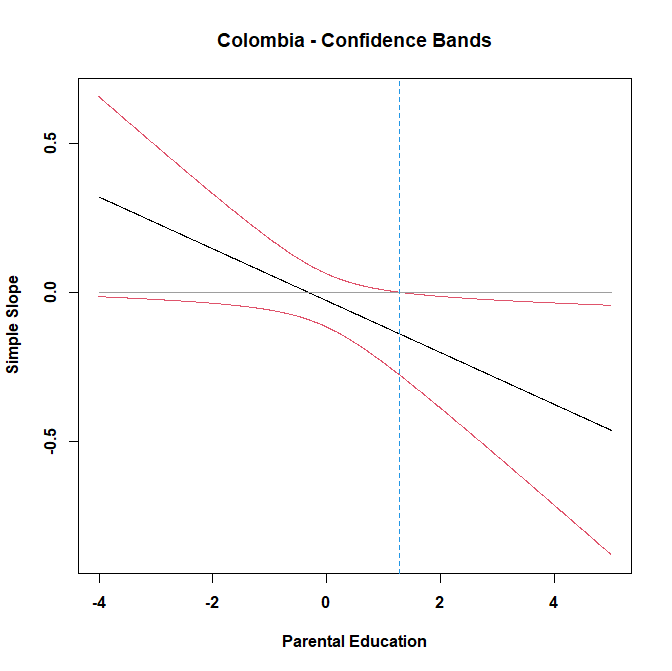 Colombia - Confidence Bands
0.5
0.0
-0.5
Simple Slope
-4 -2 0 2 4
Parental Education